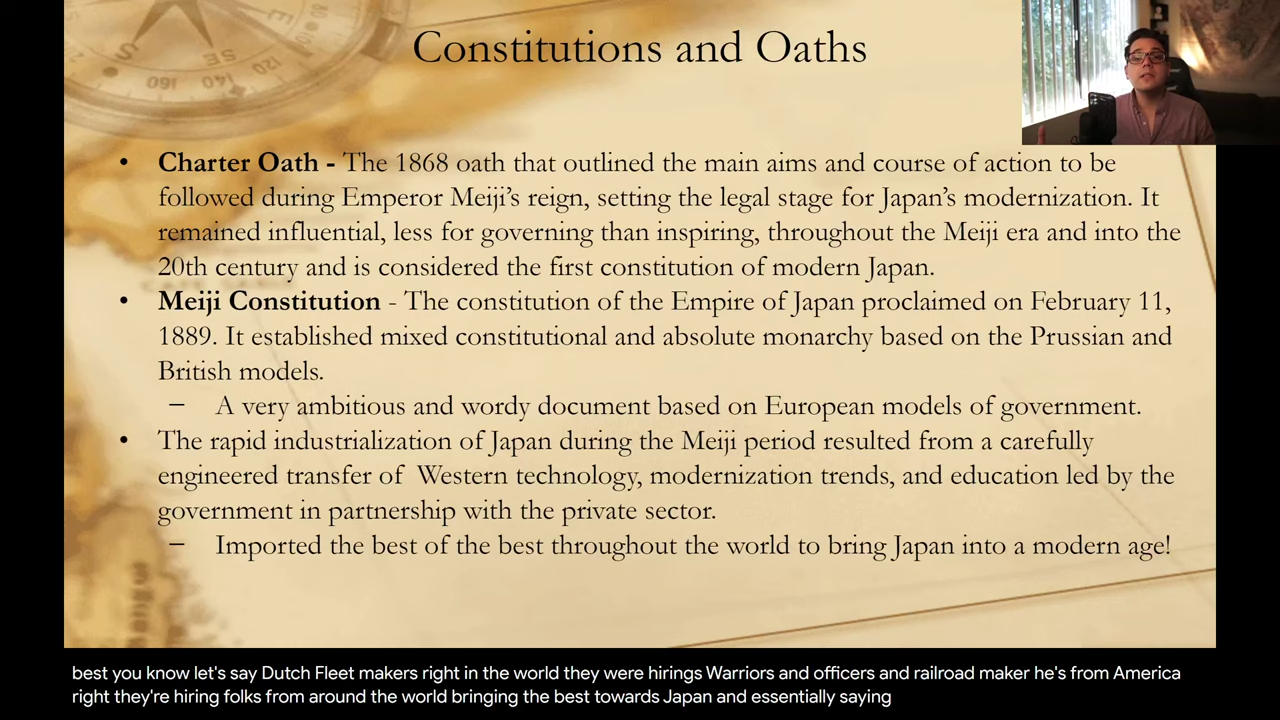 Constitutions and Oaths
• Charter Oath - The 1868 oath that outlined the main aims and course of action to be
followed during Emperor Meiji’s reign, setting the legal stage for Japan’s modernization. It
remained influential, less for governing than inspiring, throughout the Meiji era and into the
20th century and is considered the first constitution of modern Japan.
• Meiji Constitution - The constitution of the Empire of Japan proclaimed on February 11,
1889. It established mixed constitutional and absolute monarchy based on the Prussian and
British models.
– A very ambitious and wordy document based on European models of government.
• The rapid industrialization of Japan during the Meiji period resulted from a carefully
engineered transfer of Western technology, modernization trends, and education led by the
government in partnership with the private sector.
– Imported the best of the best throughout the world to bring Japan into a modern age!
best you know let's say Dutch Fleet makers right in the world they were hirings Warriors and officers and railroad maker he's from America
right they're hiring folks from around the world bringing the best towards Japan and essentially saying
S
SE
E
120
140
160